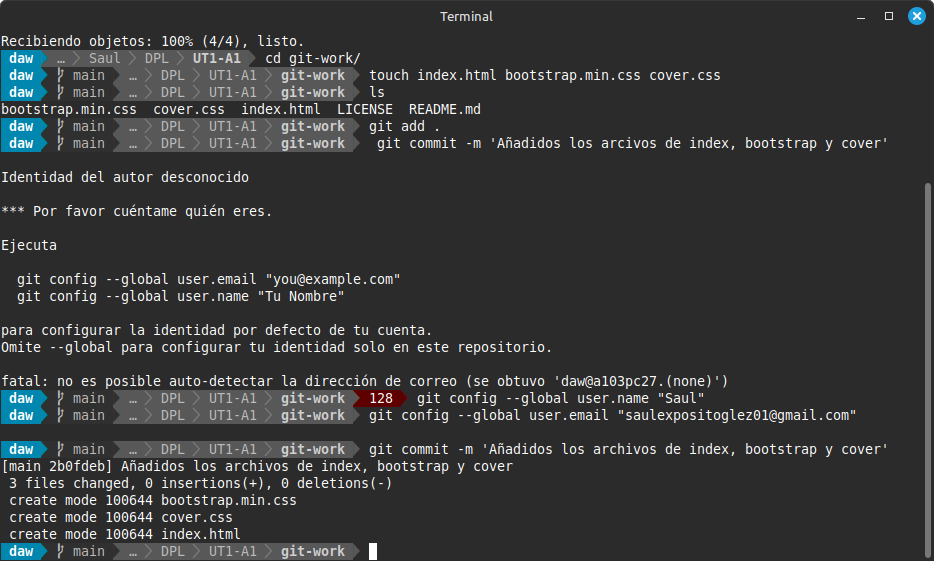 Terminal
Recibiendo objetos: 100% (4/4), listo.
daw … Saul DPL UT1-A1 cd git-work/
daw main … DPL UT1-A1 git-work touch index.html bootstrap.min.css cover.css
daw main … DPL UT1-A1 git-work ls
bootstrap.min.css cover.css index.html LICENSE README.md
daw main … DPL UT1-A1 git-work git add .
daw main … DPL UT1-A1 git-work git commit -m 'Añadidos los arcivos de index, bootstrap y cover'
Identidad del autor desconocido
*** Por favor cuéntame quién eres.
Ejecuta
git config --global user.email "you@example.com"
git config --global user.name "Tu Nombre"
para configurar la identidad por defecto de tu cuenta.
Omite --global para configurar tu identidad solo en este repositorio.
fatal: no es posible auto-detectar la dirección de correo (se obtuvo 'daw@a103pc27.(none)')
daw main … DPL UT1-A1 git-work 128 git config --global user.name "Saul"
daw main … DPL UT1-A1 git-work git config --global user.email "saulexpositoglez01@gmail.com"
daw main … DPL UT1-A1 git-work git commit -m 'Añadidos los archivos de index, bootstrap y cover'
[main 2b0fdeb] Añadidos los archivos de index, bootstrap y cover
3 files changed, 0 insertions(+), 0 deletions(-)
create mode 100644 bootstrap.min.css
create mode 100644 cover.css
create mode 100644 index.html
daw main … DPL UT1-A1 git-work